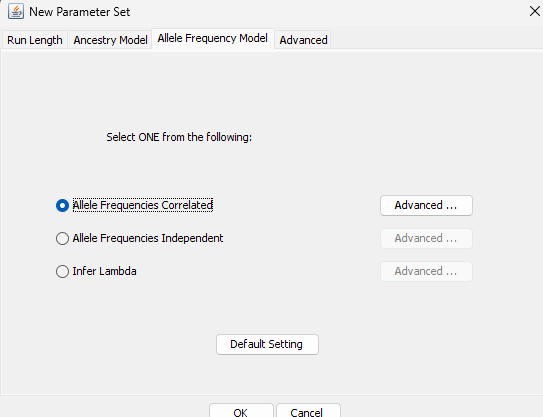 New Parameter Set
Run Length Ancestry Model Allele Frequency Model Advanced
Select ONE from the following:
Allele Frequencies Correlated Advanced ...
Allele Frequencies Independent Advanced ...
Infer Lambda Advanced ...
Default Setting
OK Cancel